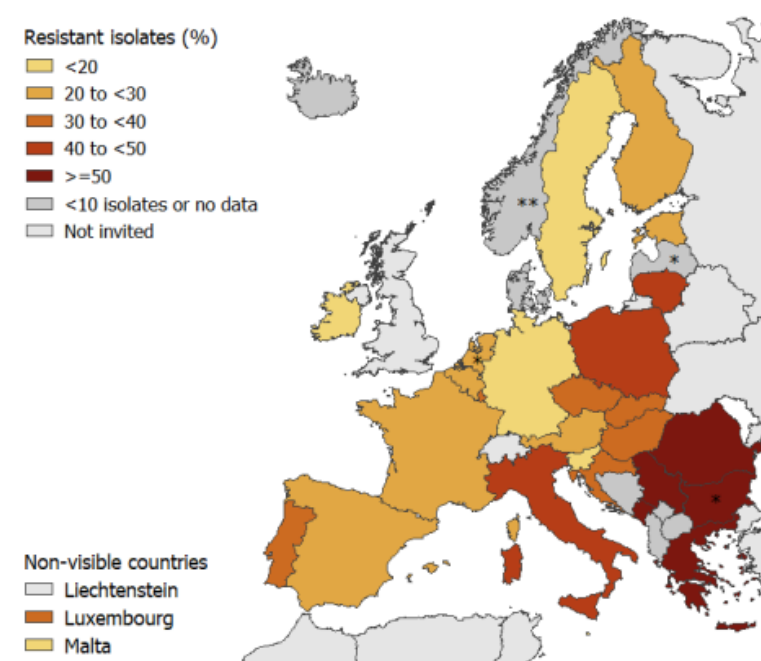 Resistant isolates (%)
<20
20 to <30
30 to <40
40 to <50
>=50
<10 isolates or no data
Not invited
**
*
*
*
Non-visible countries
Liechtenstein
Luxembourg
Malta